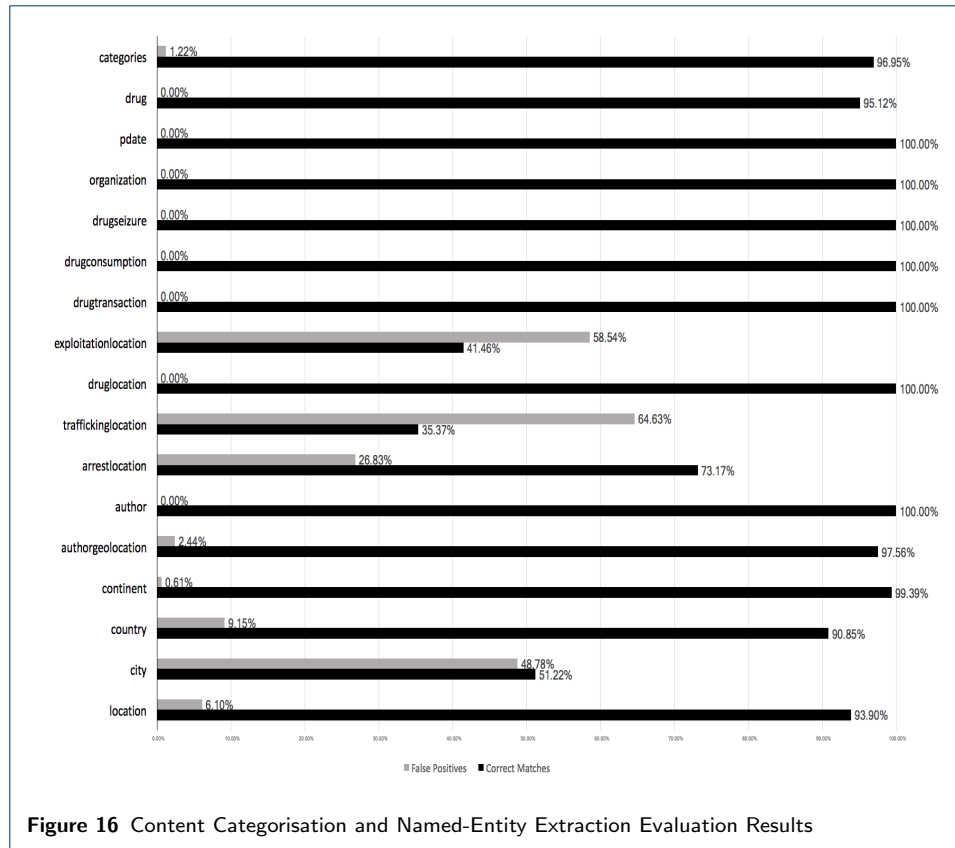 categories 1.22% 96.95%
drug 0.00% 95.12%
pdate 0.00% 100.00%
organization 0.00% 100.00%
drugseizure 0.00% 100.00%
drugconsumption 0.00% 100.00%
drugtransaction 0.00% 100.00%
exploitationlocation 58.54% 41.46%
druglocation 0.00% 100.00%
traffickinglocation 64.63% 35.37%
arrestlocation 26.83% 73.17%
author 0.00% 100.00%
authorgeolocation 2.44% 97.56%
continent 0.61% 99.39%
country 9.15% 90.85%
city 48.78% 51.22%
location 6.10% 93.90%
0.00% 10.00% 20.00% 30.00% 40.00% 50.00% 60.00% 70.00% 80.00% 90.00% 100.00%
False Positives Correct Matches
Figure 16 Content Categorisation and Named-Entity Extraction Evaluation Results